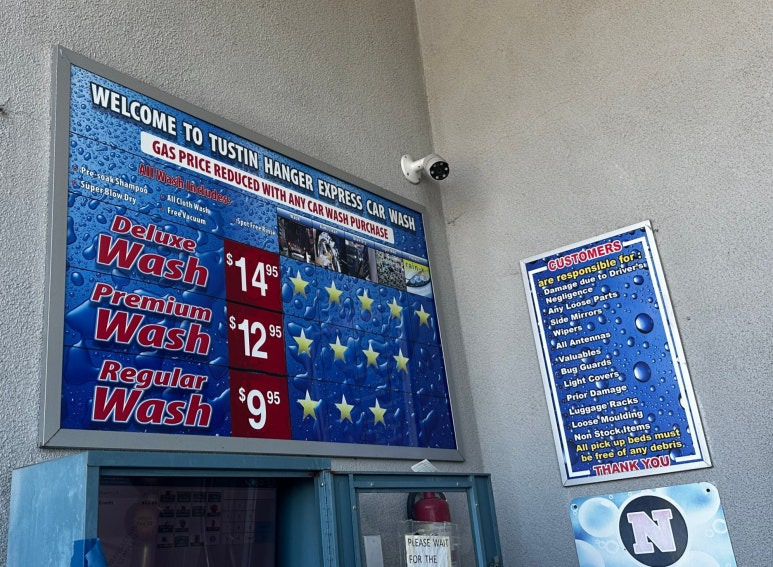 WELCOME TO TUSTIN HANGER EXPRESS CAR WASH
GAS PRICE REDUCED WITH ANY CAR WASH PURCHASE
All Wash Includes:
• Pre-soak Shampoo
• All Cloth Wash
• Spot Free Rinse
• Super Blow Dry
• Free Vacuum
Deluxe Wash $14.95
Premium Wash $12.95
Regular Wash $9.95
CUSTOMERS
are responsible for :
Damage due to Driver's
Negligence
Any Loose Parts
Side Mirrors
Wipers
All Antennas
Valuables
Bug Guards
Light Covers
Prior Damage
Luggage Racks
Loose Moulding
Non Stock Items
All pick up beds must
be free of any debris.
THANK YOU
N
PLEASE WAIT
FOR THE